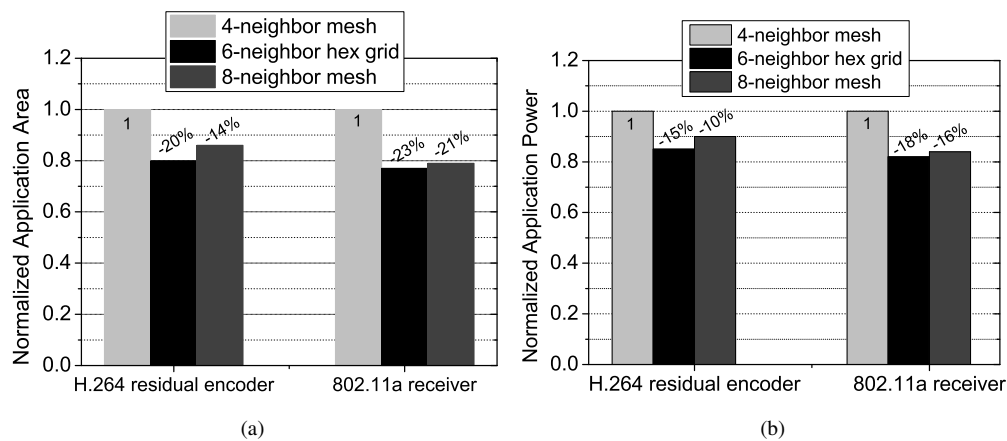 4-neighbor mesh
6-neighbor hex grid
8-neighbor mesh
Normalized Application Area
1.2
1.0
0.8
0.6
0.4
0.2
0.0
1
-20%
-14%
1
-23%
-21%
H.264 residual encoder
802.11a receiver
(a)
4-neighbor mesh
6-neighbor hex grid
8-neighbor mesh
Normalized Application Power
1.2
1.0
0.8
0.6
0.4
0.2
0.0
1
-15%
-10%
1
-18%
-16%
H.264 residual encoder
802.11a receiver
(b)